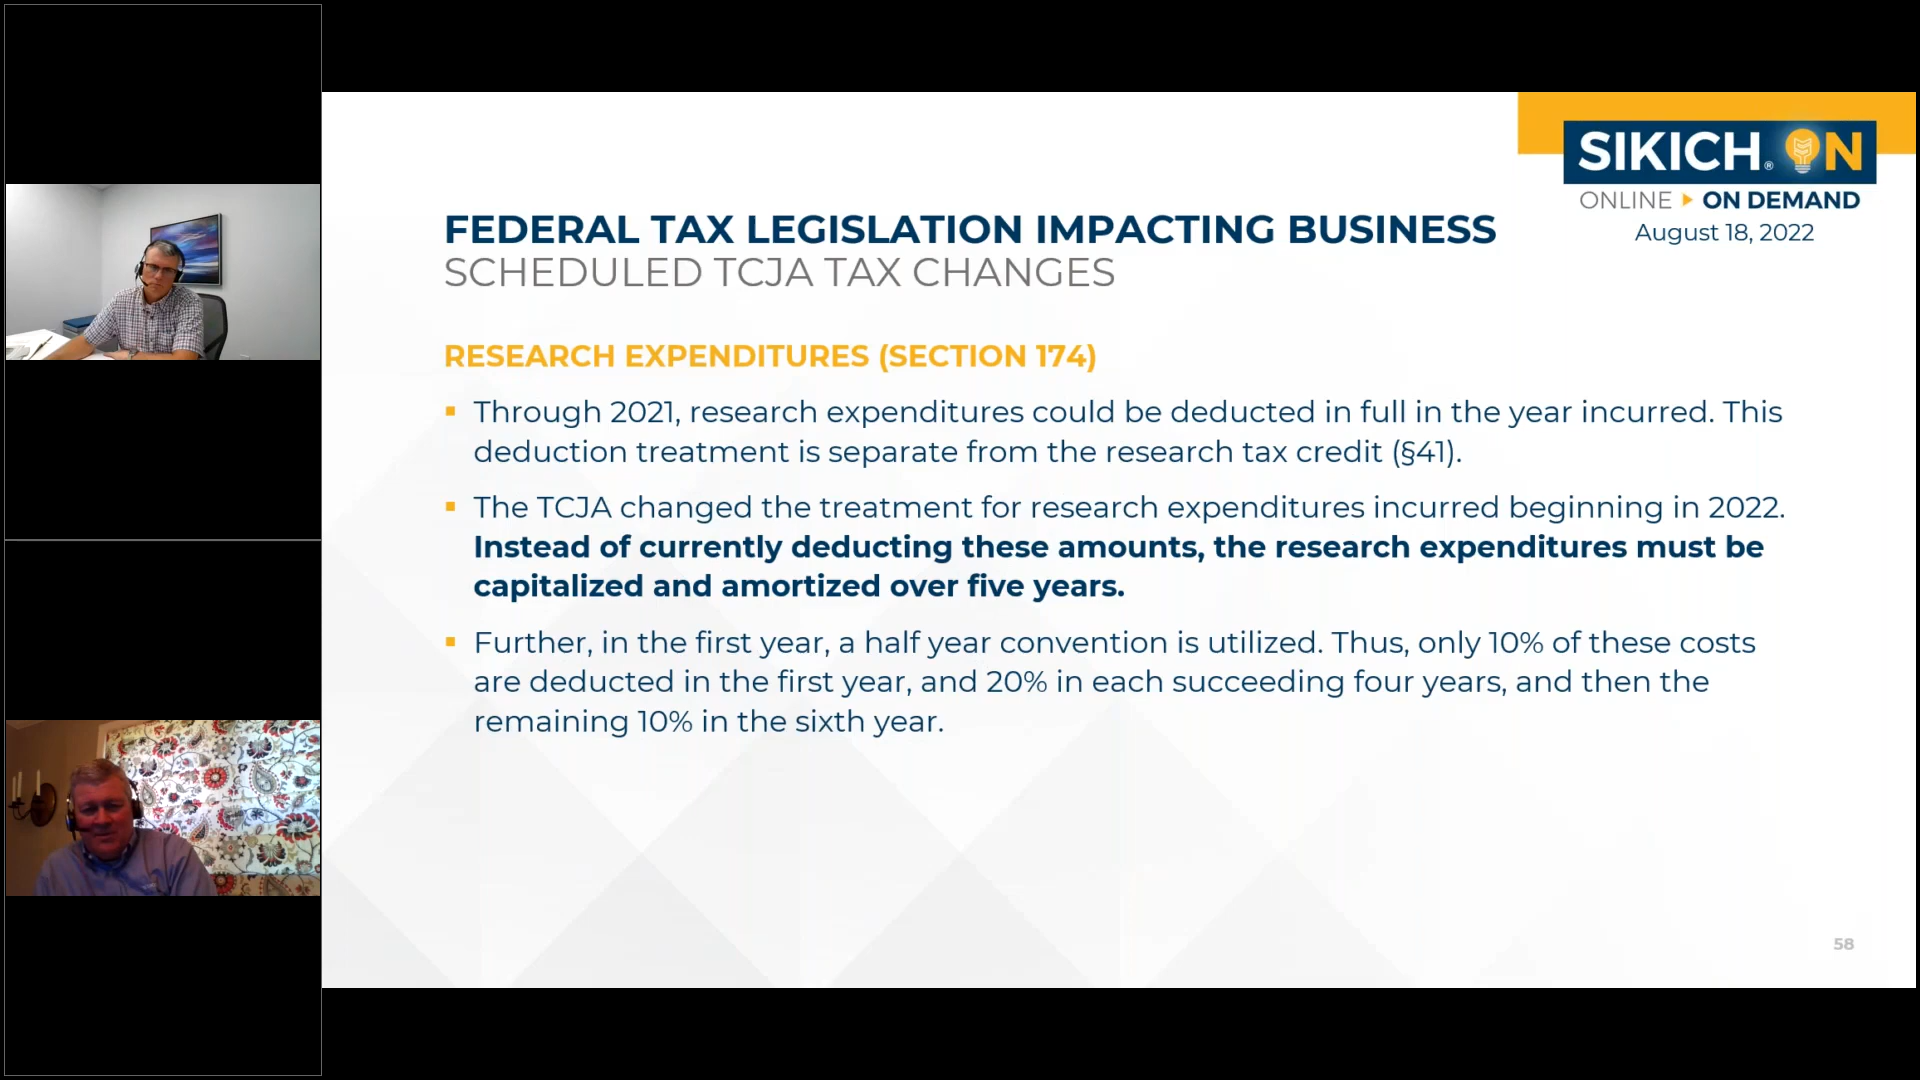 SIKICH® ON
ONLINE ▶ ON DEMAND
August 18, 2022
FEDERAL TAX LEGISLATION IMPACTING BUSINESS
SCHEDULED TCJA TAX CHANGES
RESEARCH EXPENDITURES (SECTION 174)
▪ Through 2021, research expenditures could be deducted in full in the year incurred. This
deduction treatment is separate from the research tax credit (§41).
▪ The TCJA changed the treatment for research expenditures incurred beginning in 2022.
Instead of currently deducting these amounts, the research expenditures must be
capitalized and amortized over five years.
▪ Further, in the first year, a half year convention is utilized. Thus, only 10% of these costs
are deducted in the first year, and 20% in each succeeding four years, and then the
remaining 10% in the sixth year.
58